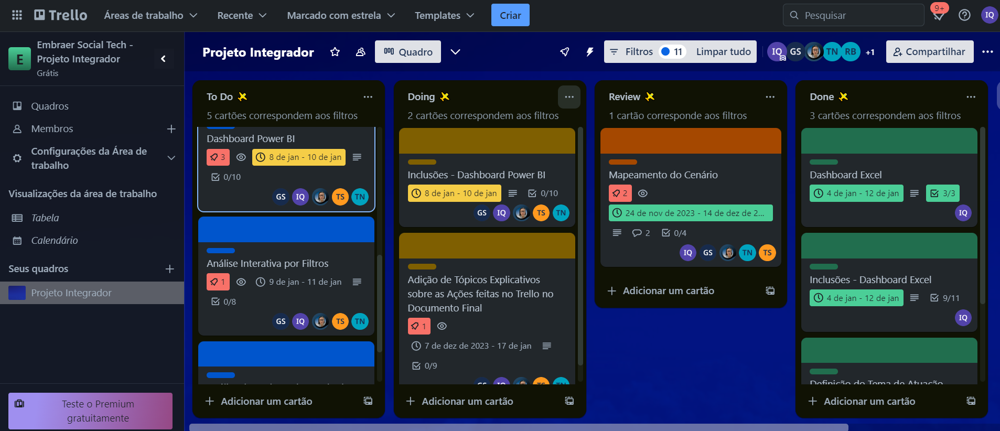 Trello
Áreas de trabalho
Recente
Marcado com estrela
Templates
Criar
Pesquisar
9+
IQ
E
Embraer Social Tech -
Projeto Integrador
Grátis
Quadros
Membros
Configurações da Área de
trabalho
Visualizações da área de trabalho
Tabela
Calendário
Seus quadros
Projeto Integrador
Teste o Premium
gratuitamente
Projeto Integrador
Quadro
Filtros
11
Limpar tudo
IQ
GS
TN
RB
+1
Compartilhar
To Do
5 cartões correspondem aos filtros
Dashboard Power BI
3
8 de jan - 10 de jan
0/10
GS
IQ
TS
TN
Análise Interativa por Filtros
1
9 de jan - 11 de jan
0/8
GS
IQ
TS
TN
Adicionar um cartão
Doing
2 cartões correspondem aos filtros
Inclusões - Dashboard Power BI
8 de jan - 10 de jan
0/10
GS
IQ
TS
TN
Adição de Tópicos Explicativos
sobre as Ações feitas no Trello no
Documento Final
1
7 de dez de 2023 - 17 de jan
0/9
GS
IQ
TS
TN
Adicionar um cartão
Review
1 cartão corresponde aos filtros
Mapeamento do Cenário
2
24 de nov de 2023 - 14 de dez de 2...
2
0/4
IQ
GS
TN
TS
Adicionar um cartão
Done
3 cartões correspondem aos filtros
Dashboard Excel
4 de jan - 12 de jan
3/3
IQ
Inclusões - Dashboard Excel
4 de jan - 12 de jan
9/11
IQ
Definição do Tema de Atuação
Adicionar um cartão